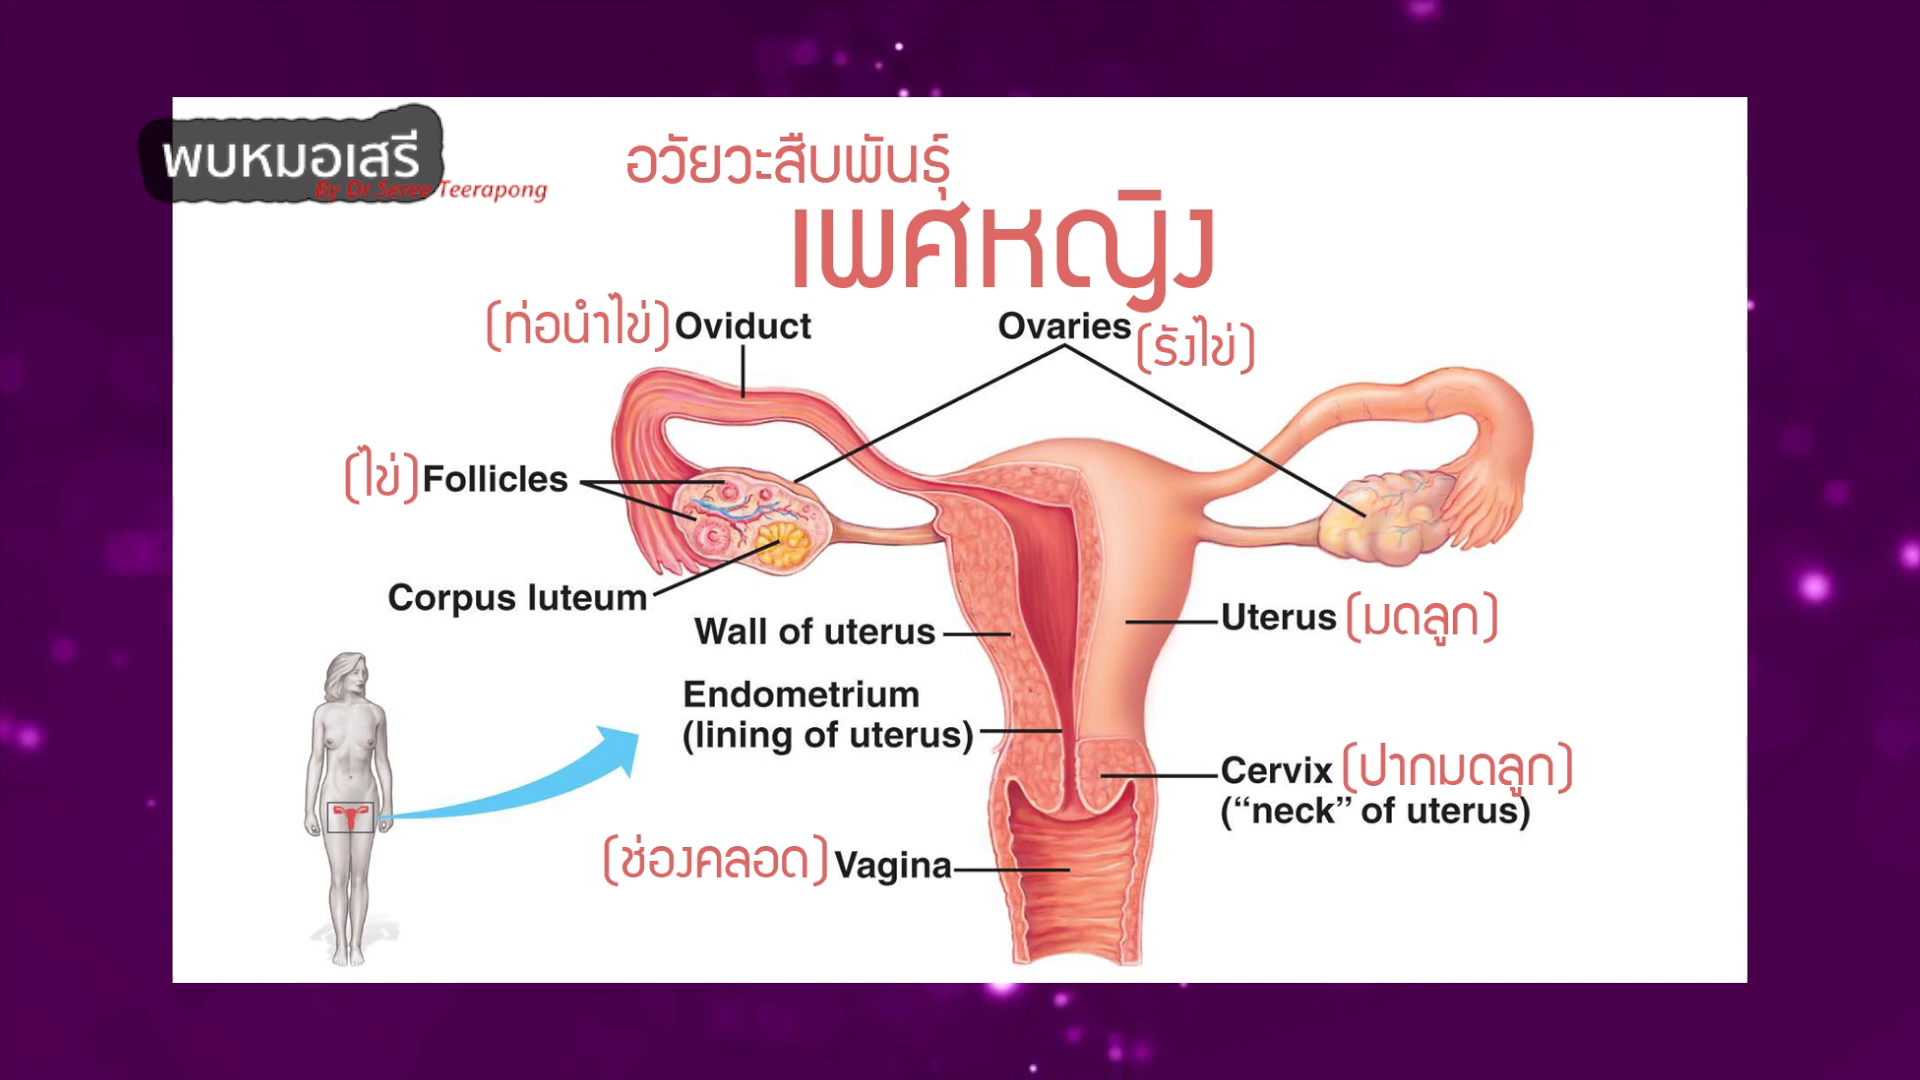 พบหมอเสรี
By Dr.Seree Teerapong
อวัยวะสืบพันธุ์
เพศหญิง
(ท่อนำไข่) Oviduct
Ovaries (รังไข่)
(ไข่) Follicles
Corpus luteum
Wall of uterus
Uterus (มดลูก)
Endometrium
(lining of uterus)
Cervix (ปากมดลูก)
(“neck” of uterus)
(ช่องคลอด) Vagina